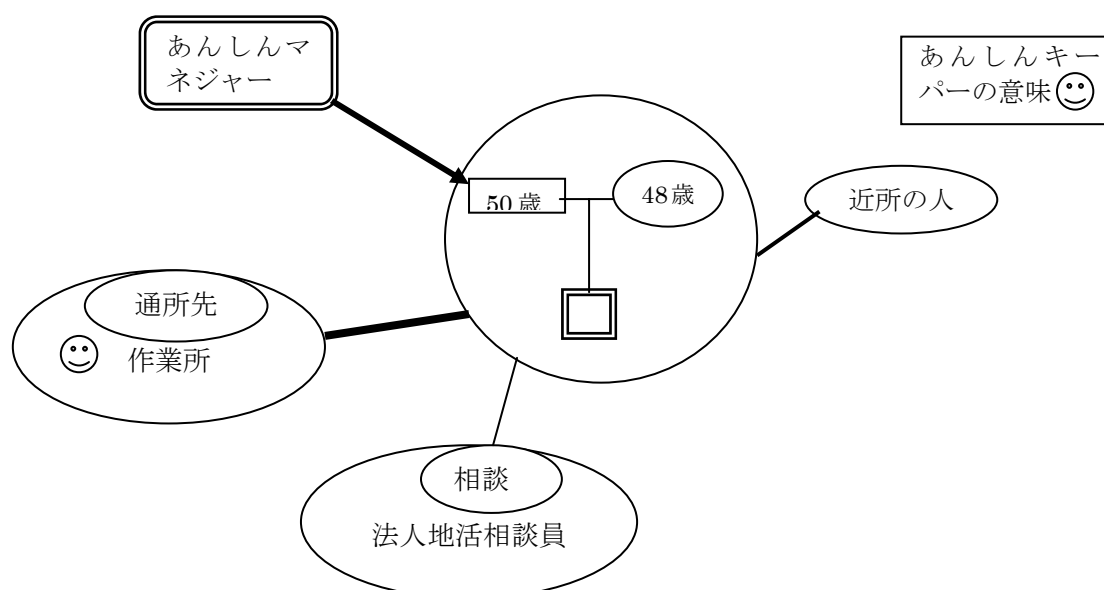 あんしんマ
ネジャー
あんしんキー
パーの意味
50 歳
48歳
近所の人
通所先
作業所
相談
法人地活相談員